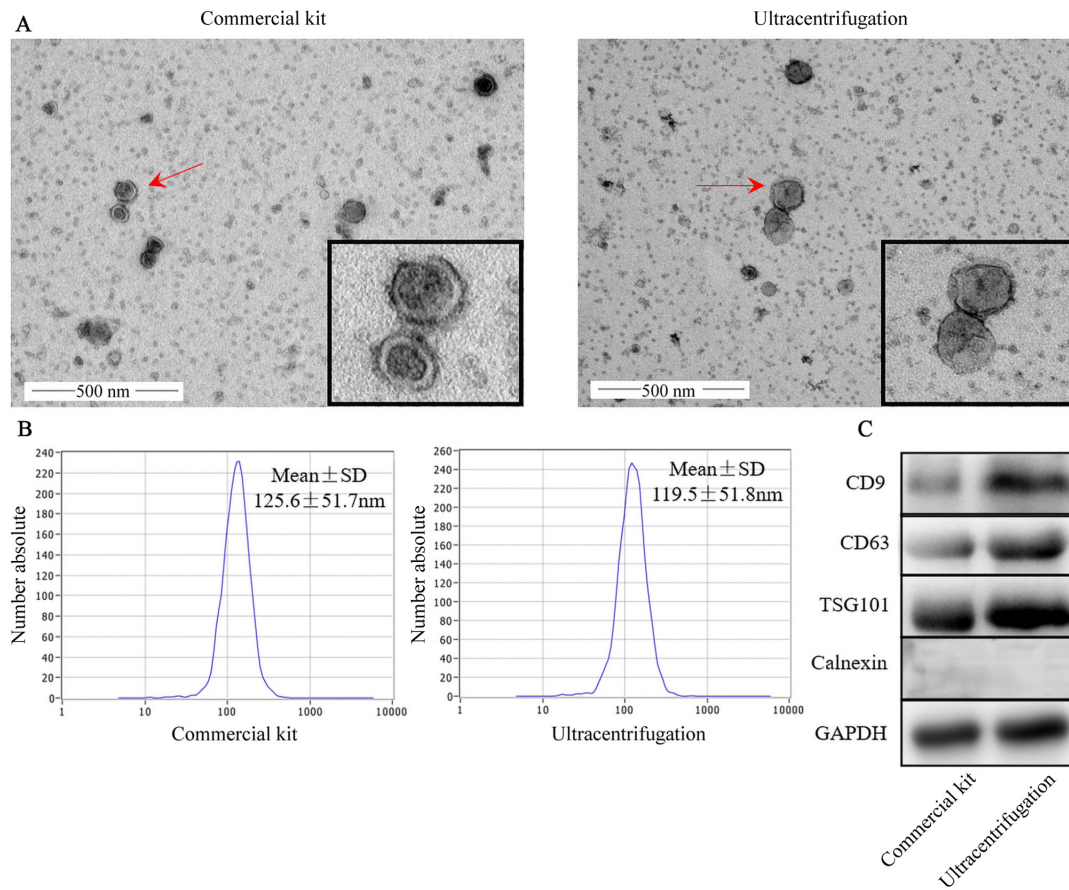 A
Commercial kit
Ultracentrifugation
500 nm
500 nm
B
Number absolute
240
220
200
180
160
140
120
100
80
60
40
20
0
1
10
100
1000
10000
Mean±SD
125.6±51.7nm
Commercial kit
Number absolute
260
240
220
200
180
160
140
120
100
80
60
40
20
0
1
10
100
1000
10000
Mean±SD
119.5±51.8nm
Ultracentrifugation
C
CD9
CD63
TSG101
Calnexin
GAPDH
Commercial kit
Ultracentrifugation